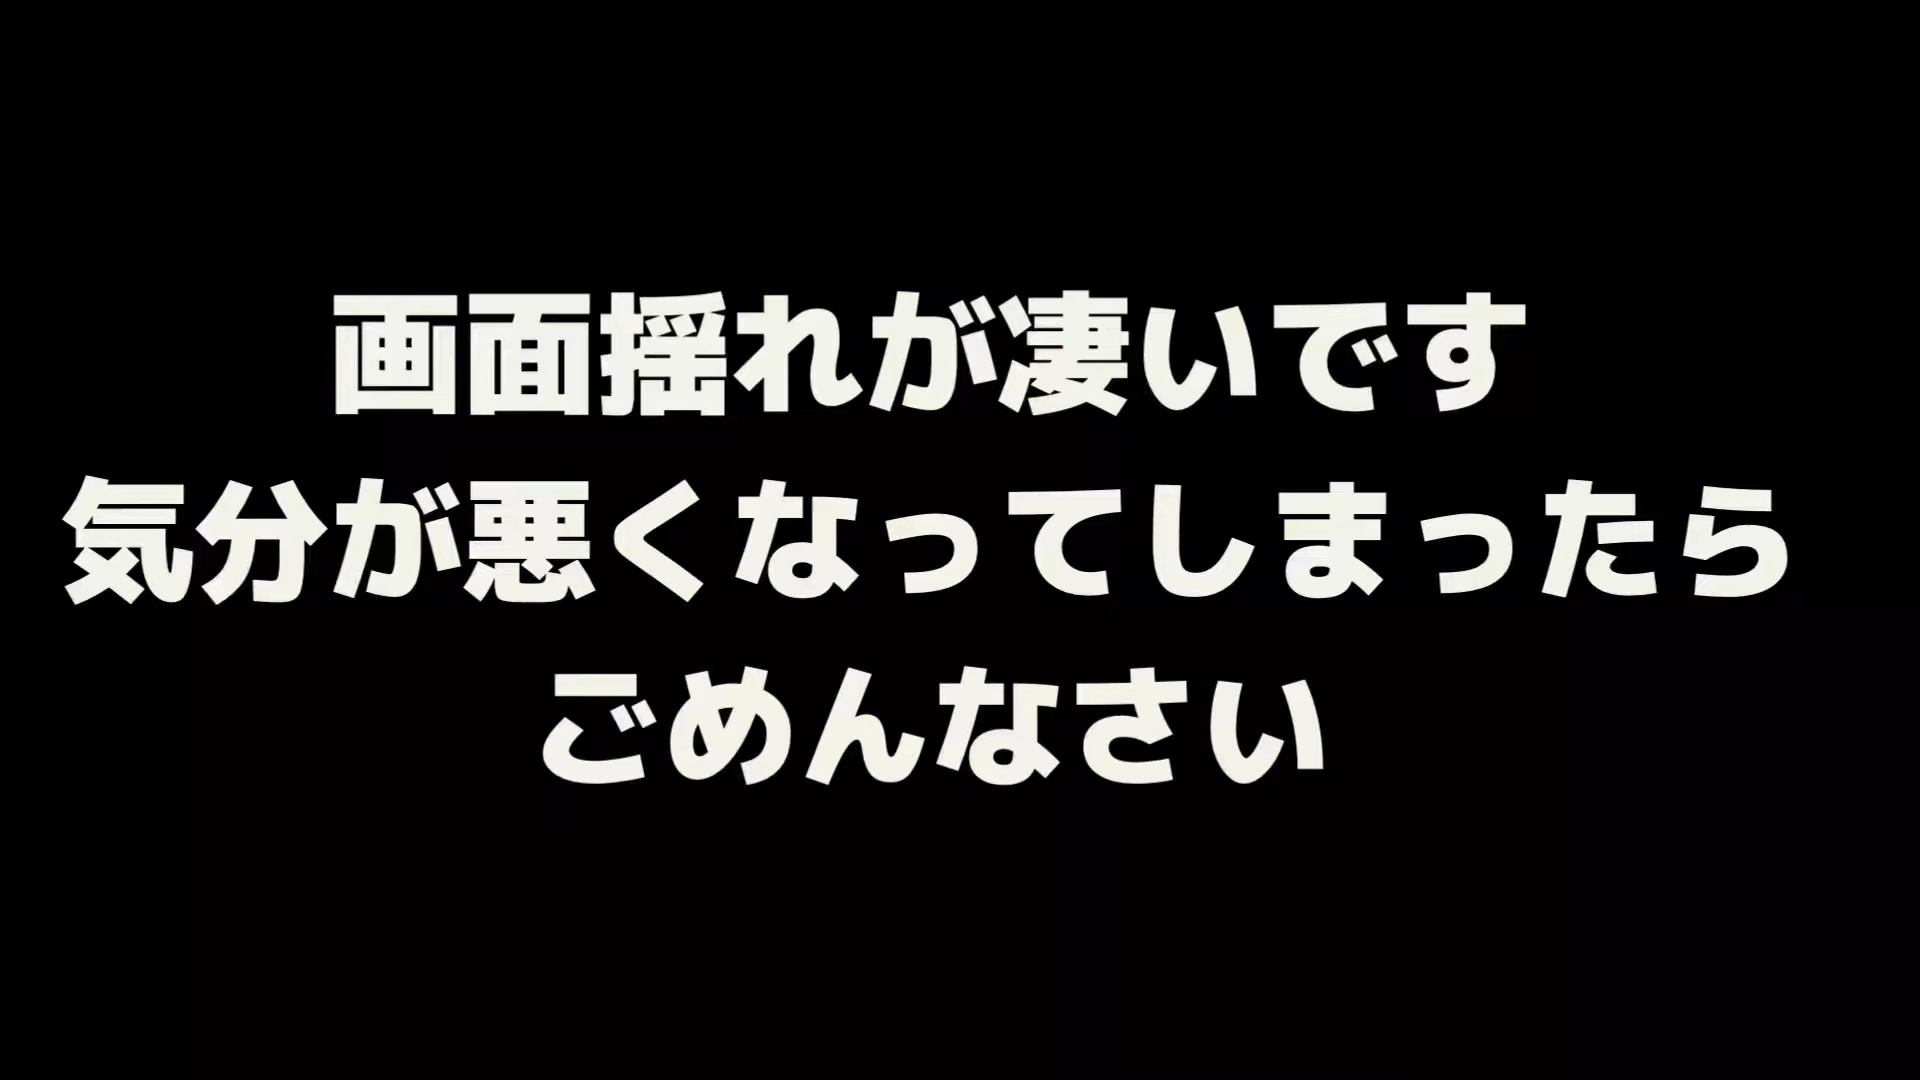 画面揺れが凄いです
気分が悪くなってしまったら
ごめんなさい